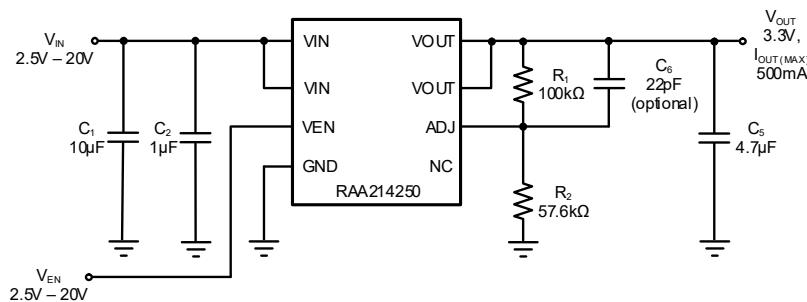 VIN
2.5V – 20V
C1
10µF
C2
1µF
VIN
VIN
VEN
GND
VOUT
VOUT
ADJ
NC
RAA214250
R1
100kΩ
C6
22pF
(optional)
R2
57.6kΩ
C5
4.7µF
VOUT
3.3V,
IOUT(MAX)
500mA
VEN
2.5V – 20V